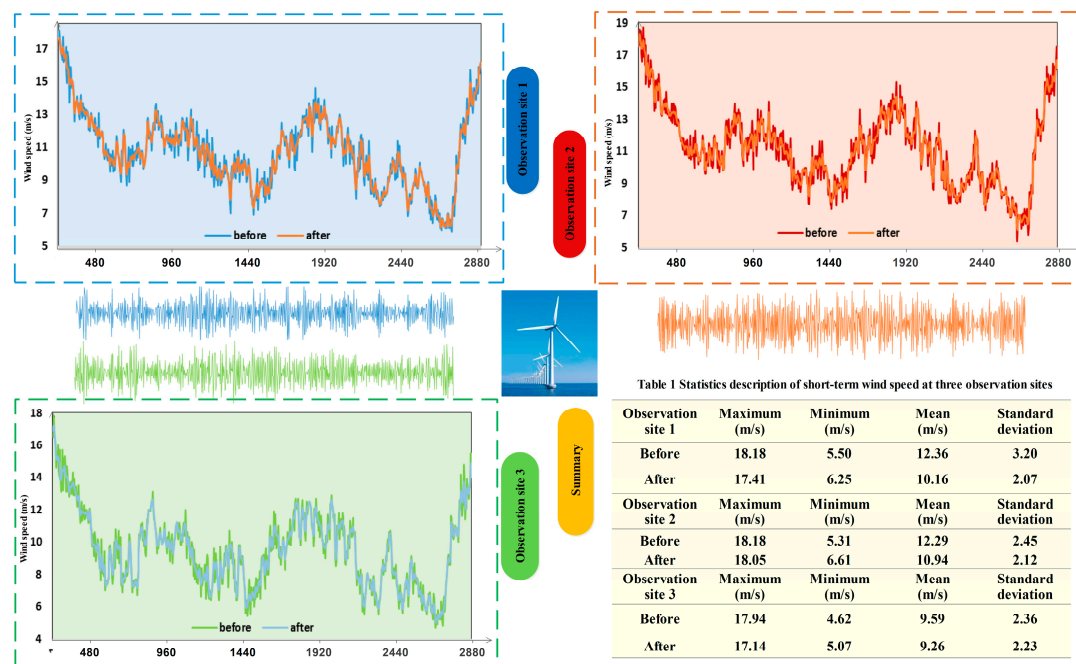 17
15
13
11
9
7
5
Wind speed (m/s)
before after
480 960 1440 1920 2440 2880
Observation site 1
Observation site 2
19
17
15
13
11
9
7
5
Wind speed (m/s)
before after
480 960 1440 1920 2440 2880
18
16
14
12
10
8
6
4
Wind speed (m/s)
before after
480 960 1440 1920 2440 2880
Observation site 3
Summary
Table 1 Statistics description of short-term wind speed at three observation sites
Observation Maximum Minimum Mean Standard
site 1 (m/s) (m/s) (m/s) deviation
Before 18.18 5.50 12.36 3.20
After 17.41 6.25 10.16 2.07
Observation Maximum Minimum Mean Standard
site 2 (m/s) (m/s) (m/s) deviation
Before 18.18 5.31 12.29 2.45
After 18.05 6.61 10.94 2.12
Observation Maximum Minimum Mean Standard
site 3 (m/s) (m/s) (m/s) deviation
Before 17.94 4.62 9.59 2.36
After 17.14 5.07 9.26 2.23